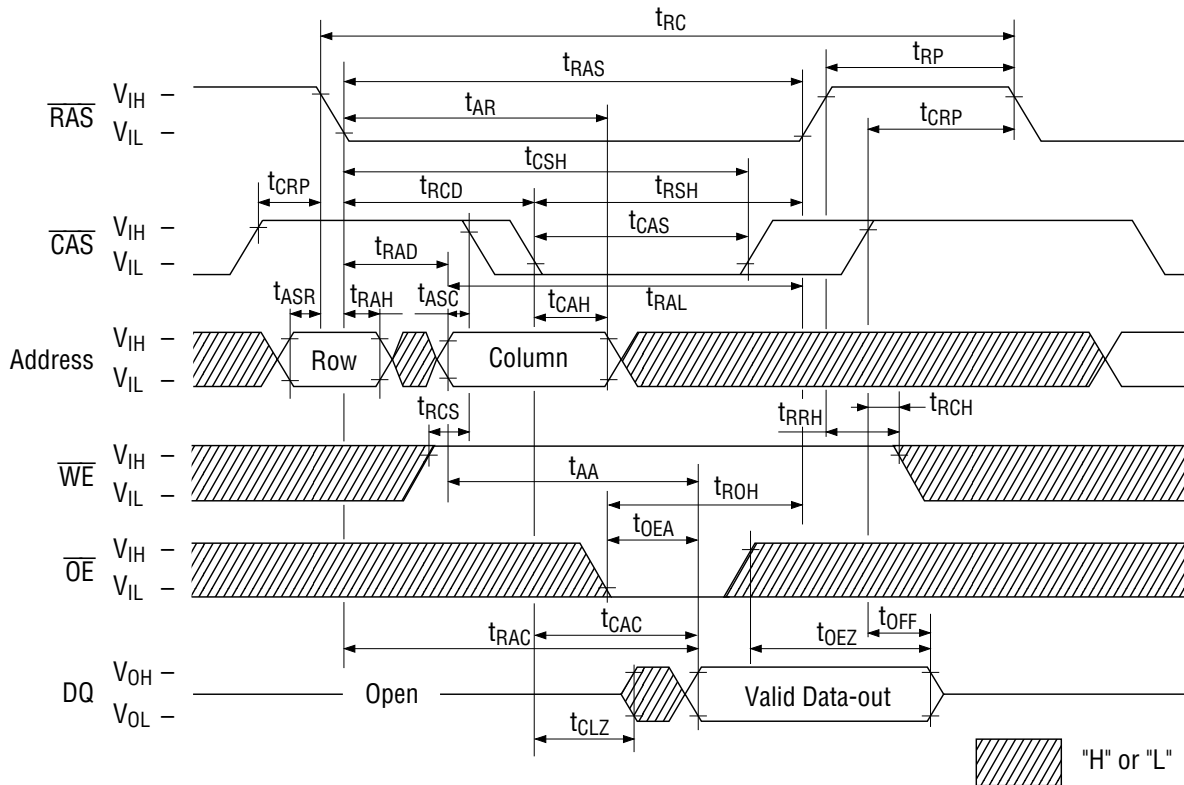 tRC
tRAS
tRP
RAS
VIH
VIL
tAR
tCRP
tCSH
tCRP
tRCD
tRSH
CAS
VIH
VIL
tCAS
tRAD
tRAL
tASR
tRAH
tASC
tCAH
Address
VIH
VIL
Row
Column
tRCS
tRRH
tRCH
WE
VIH
VIL
tAA
tROH
tOEA
OE
VIH
VIL
tRAC
tCAC
tOEZ
tOFF
DQ
VOH
VOL
Open
Valid Data-out
tCLZ
"H" or "L"